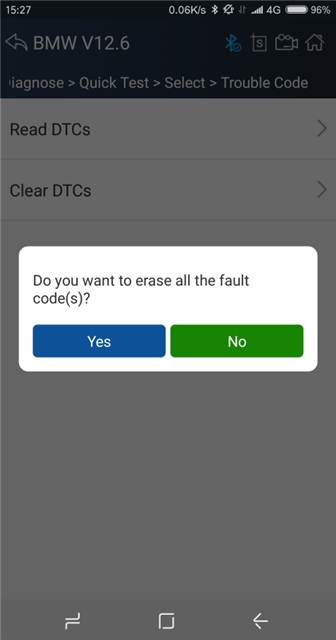 15:27 0.06K/s 4G 96%
BMW V12.6 S
iagnose > Quick Test > Select > Trouble Code
Read DTCs
Clear DTCs
Do you want to erase all the fault
code(s)?
Yes No